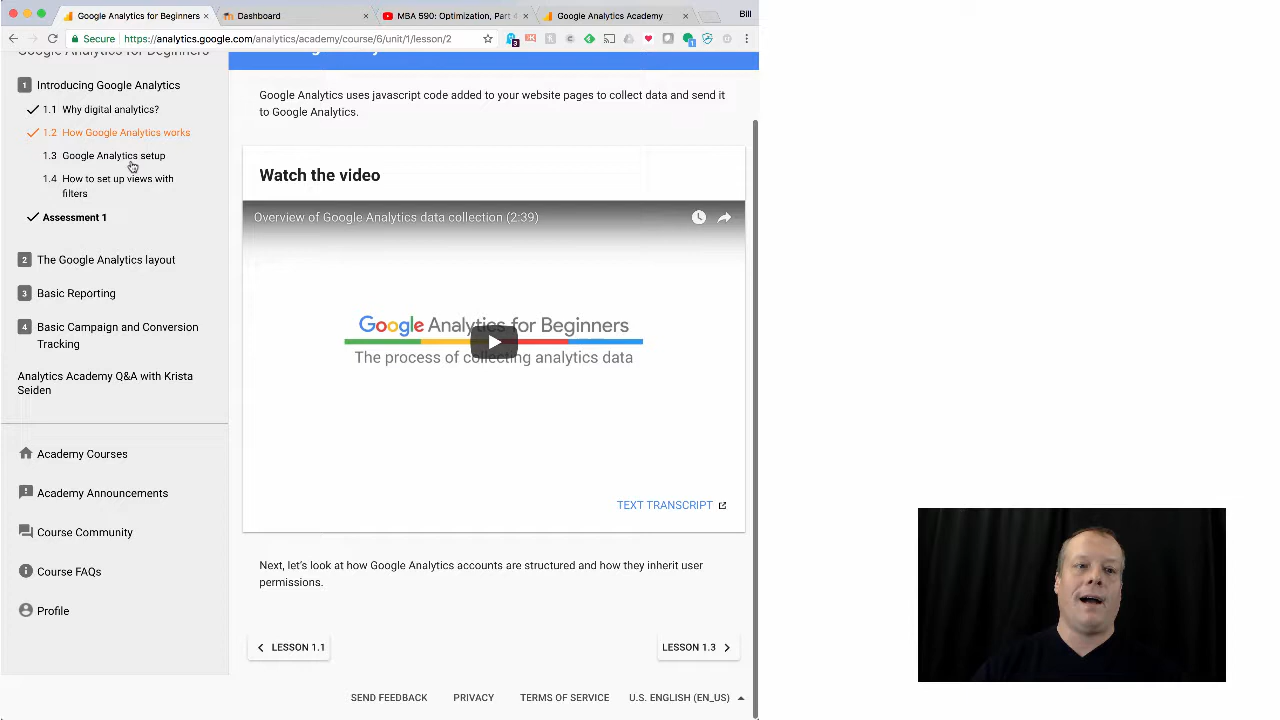 Google Analytics for Beginners
Dashboard
MBA 590: Optimization, Part
Google Analytics Academy
Bill
Secure
https://analytics.google.com/analytics/academy/course/6/unit/1/lesson/2
Google Analytics for Beginners
1 Introducing Google Analytics
1.1 Why digital analytics?
1.2 How Google Analytics works
1.3 Google Analytics setup
1.4 How to set up views with
filters
Assessment 1
2 The Google Analytics layout
3 Basic Reporting
4 Basic Campaign and Conversion
Tracking
Analytics Academy Q&A with Krista
Seiden
Academy Courses
Academy Announcements
Course Community
Course FAQs
Profile
Google Analytics uses javascript code added to your website pages to collect data and send it
to Google Analytics.
Watch the video
Overview of Google Analytics data collection (2:39)
Google Analytics for Beginners
The process of collecting analytics data
TEXT TRANSCRIPT
Next, let's look at how Google Analytics accounts are structured and how they inherit user
permissions.
LESSON 1.1
LESSON 1.3
SEND FEEDBACK
PRIVACY
TERMS OF SERVICE
U.S. ENGLISH (EN_US)